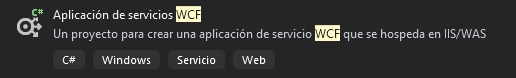 C#
Aplicación de servicios WCF
Un proyecto para crear una aplicación de servicio WCF que se hospeda en IIS/WAS
C# Windows Servicio Web